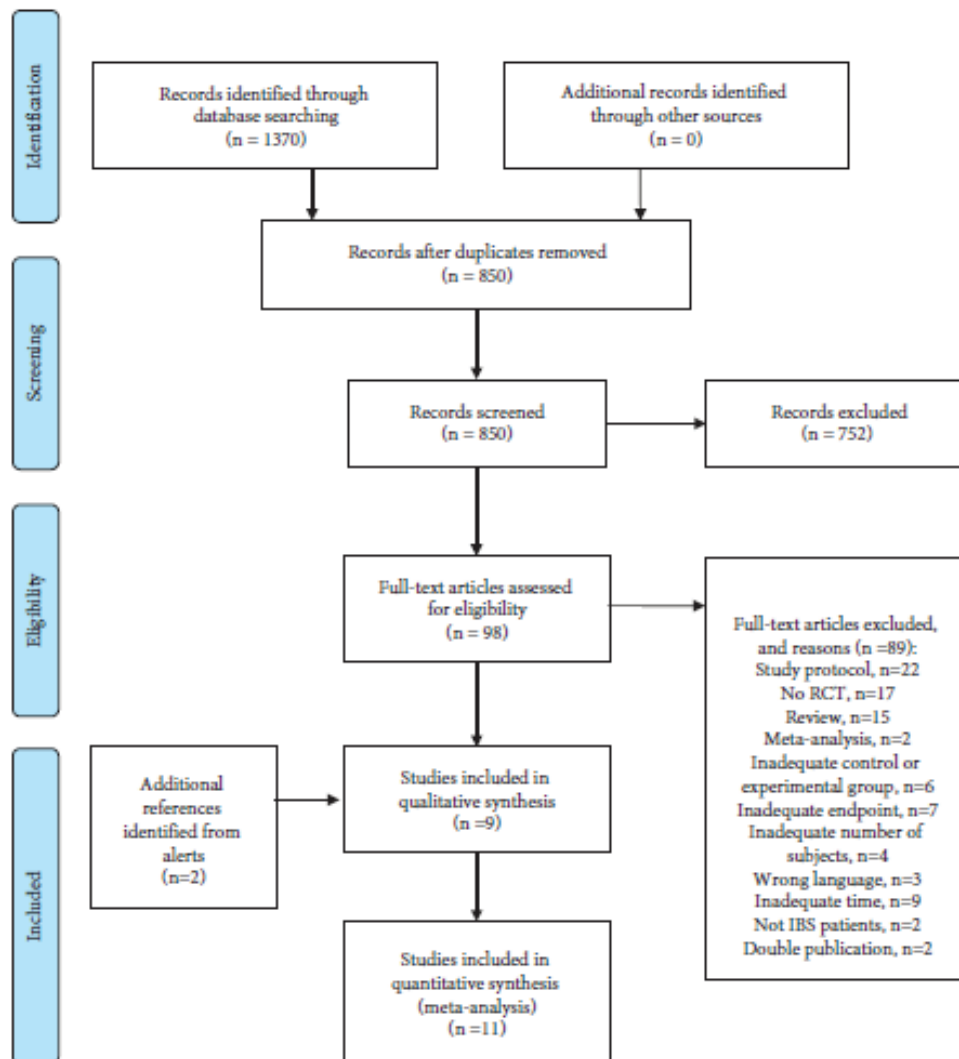 Identification
Records identified through
database searching
(n = 1370)
Additional records identified
through other sources
(n = 0)
Records after duplicates removed
(n = 850)
Screening
Records screened
(n = 850)
Records excluded
(n = 752)
Eligibility
Full-text articles assessed
for eligibility
(n = 98)
Full-text articles excluded,
and reasons (n =89):
Study protocol, n=22
No RCT, n=17
Review, n=15
Meta-analysis, n=2
Inadequate control or
experimental group, n=6
Inadequate endpoint, n=7
Inadequate number of
subjects, n=4
Wrong language, n=3
Inadequate time, n=9
Not IBS patients, n=2
Double publication, n=2
Included
Additional
references
identified from
alerts
(n=2)
Studies included in
qualitative synthesis
(n =9)
Studies included in
quantitative synthesis
(meta-analysis)
(n =11)